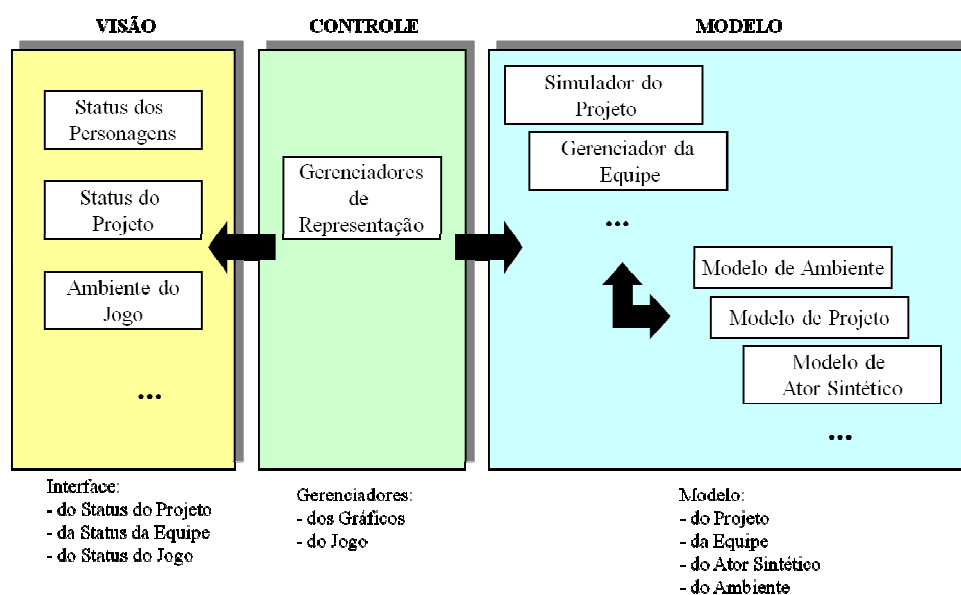 VISÃO
Status dos
Personagens
Status do
Projeto
Ambiente do
Jogo
...
Interface:
- do Status do Projeto
- da Status da Equipe
- do Status do Jogo
CONTROLE
Gerenciadores
de
Representação
Gerenciadores:
- dos Gráficos
- do Jogo
MODELO
Simulador do
Projeto
Gerenciador da
Equipe
...
Modelo de Ambiente
Modelo de Projeto
Modelo de
Ator Sintético
...
Modelo:
- do Projeto
- da Equipe
- do Ator Sintético
- do Ambiente